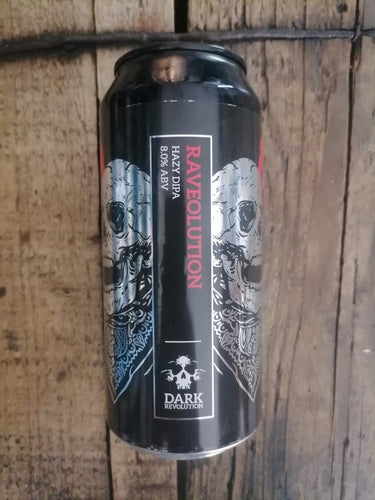 RAVEOLUTION
HAZY DIPA
8.0% ABV
DARK
REVOLUTION